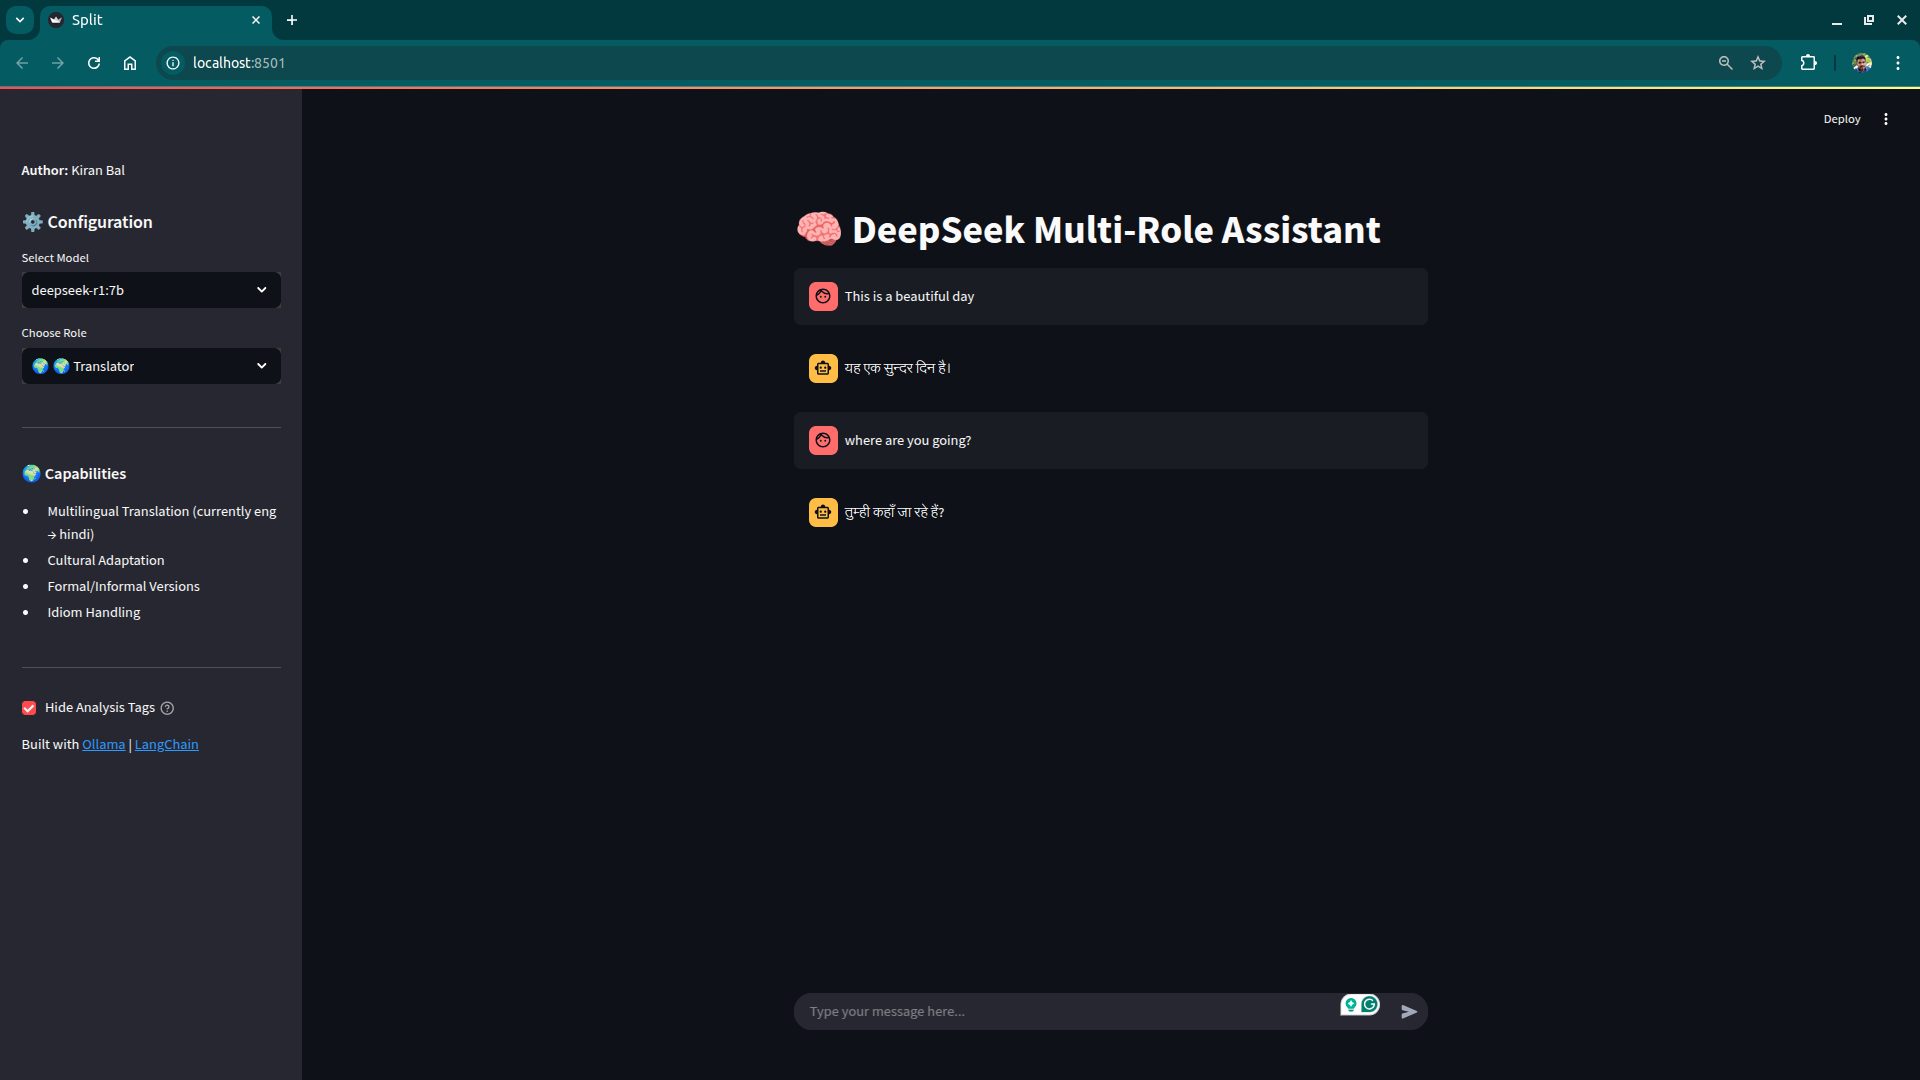 Split
localhost:8501
Deploy
Author: Kiran Bal
Configuration
Select Model
deepseek-r1:7b
Choose Role
Translator
Capabilities
Multilingual Translation (currently eng
→ hindi)
Cultural Adaptation
Formal/Informal Versions
Idiom Handling
Hide Analysis Tags
Built with Ollama | LangChain
DeepSeek Multi-Role Assistant
This is a beautiful day
यह एक सुन्दर दिन है।
where are you going?
तुम्ही कहाँ जा रहे हैं?
Type your message here...